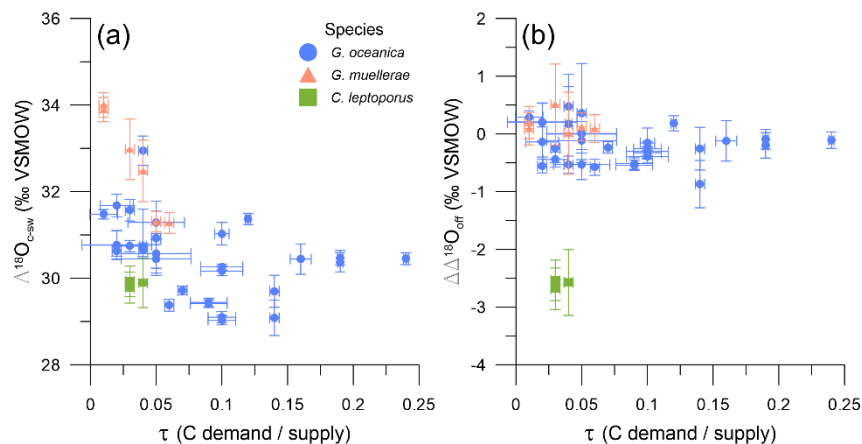 (a)
Species
G. oceanica
G. muellerae
C. leptoporus
36
34
32
30
28
Δ¹⁸O_c-sw (‰ VSMOW)
0 0.05 0.1 0.15 0.2 0.25
τ (C demand / supply)
(b)
2
1
0
-1
-2
-3
-4
ΔΔ¹⁸O_off (‰ VSMOW)
0 0.05 0.1 0.15 0.2 0.25
τ (C demand / supply)